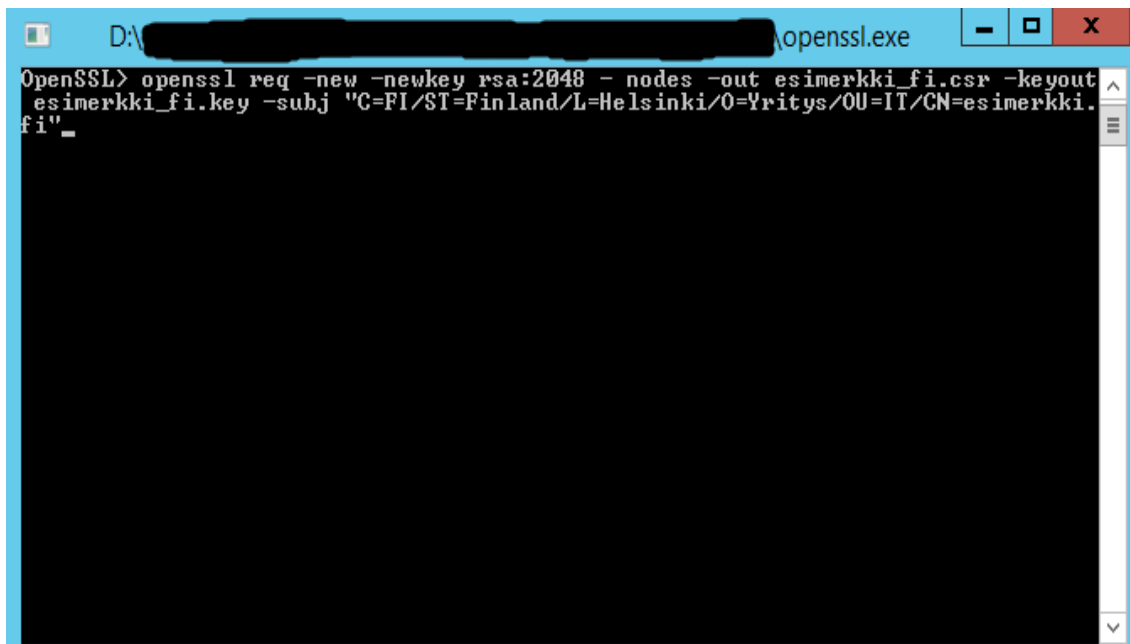 D:\ \openssl.exe
OpenSSL> openssl req -new -newkey rsa:2048 - nodes -out esimerkki_fi.csr -keyout
esimerkki_fi.key -subj "C=FI/ST=Finland/L=Helsinki/O=Yritys/OU=IT/CN=esimerkki.
fi"_